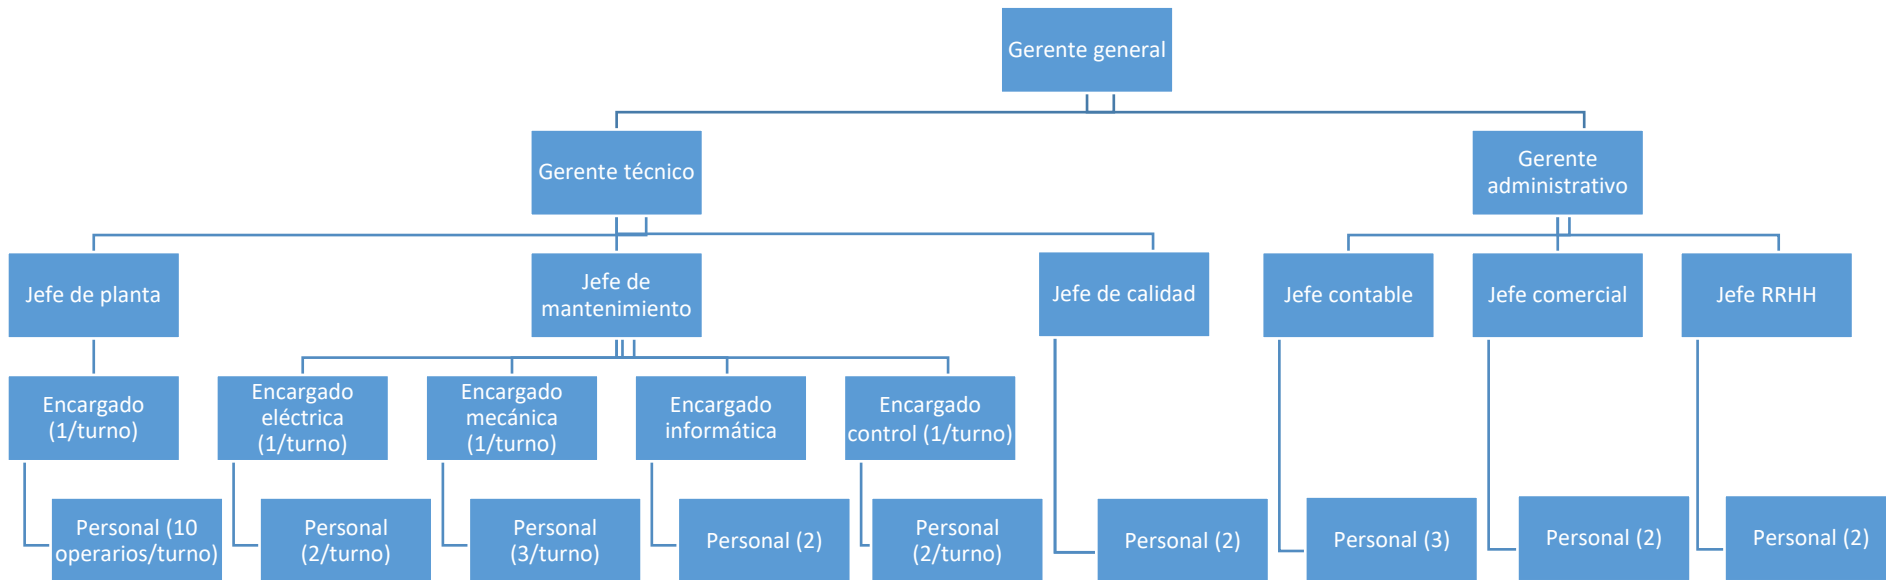 Gerente general
Gerente técnico
Gerente
administrativo
Jefe de planta
Jefe de
mantenimiento
Jefe de calidad
Jefe contable
Jefe comercial
Jefe RRHH
Encargado
(1/turno)
Encargado
eléctrica
(1/turno)
Encargado
mecánica
(1/turno)
Encargado
informática
Encargado
control (1/turno)
Personal (10
operarios/turno)
Personal
(2/turno)
Personal
(3/turno)
Personal (2)
Personal
(2/turno)
Personal (2)
Personal (3)
Personal (2)
Personal (2)